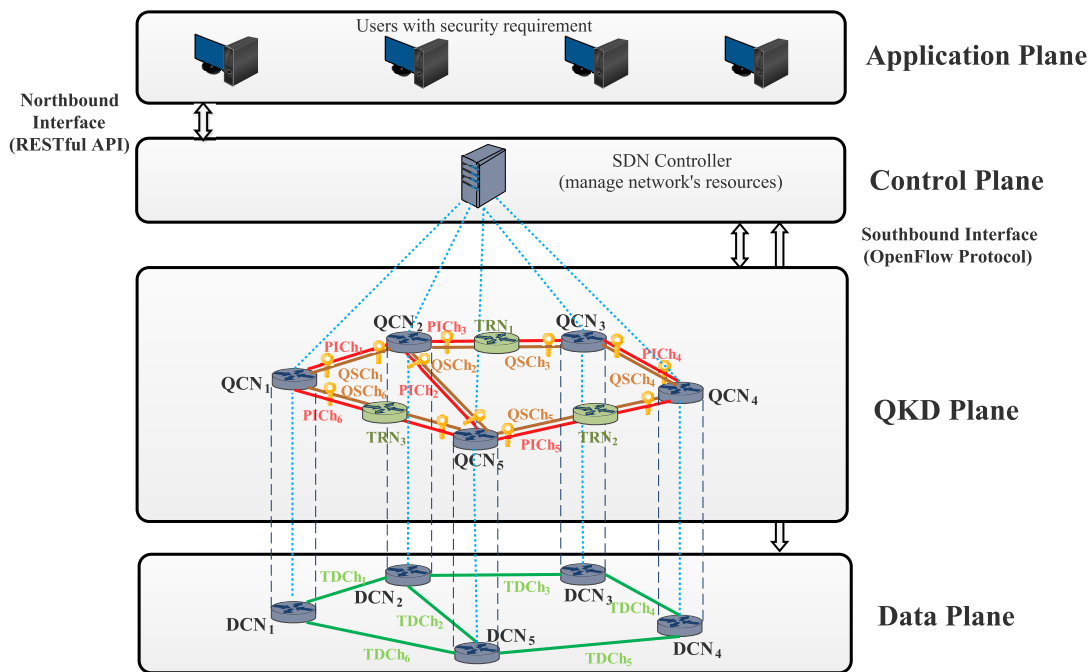 Users with security requirement
Application Plane
Northbound
Interface
(RESTful API)
SDN Controller
(manage network's resources)
Control Plane
Southbound Interface
(OpenFlow Protocol)
QCN₂
PICh₃
TRN₁
QCN₃
PICh₁
QSCh₂
QSCh₃
PICh₄
QSCh₁
QSCh₄
QCN₁
QSCh₆
PICh₂
QCN₄
PICh₆
QSCh₅
TRN₃
TRN₂
PICh₅
QCN₅
QKD Plane
TDCh₁
TDCh₃
DCN₂
DCN₃
TDCh₄
DCN₁
TDCh₂
DCN₅
DCN₄
TDCh₆
TDCh₅
Data Plane